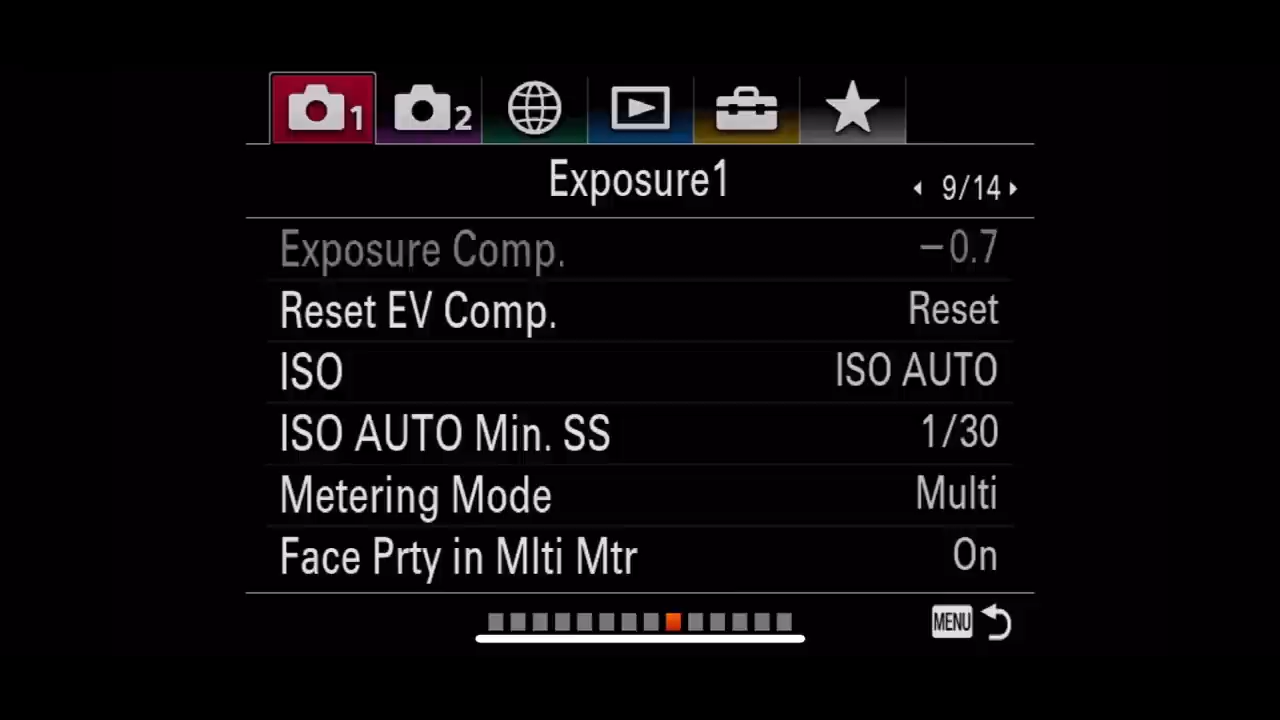 1 2
Exposure1 9/14
Exposure Comp. −0.7
Reset EV Comp. Reset
ISO ISO AUTO
ISO AUTO Min. SS 1/30
Metering Mode Multi
Face Prty in Mlti Mtr On
MENU